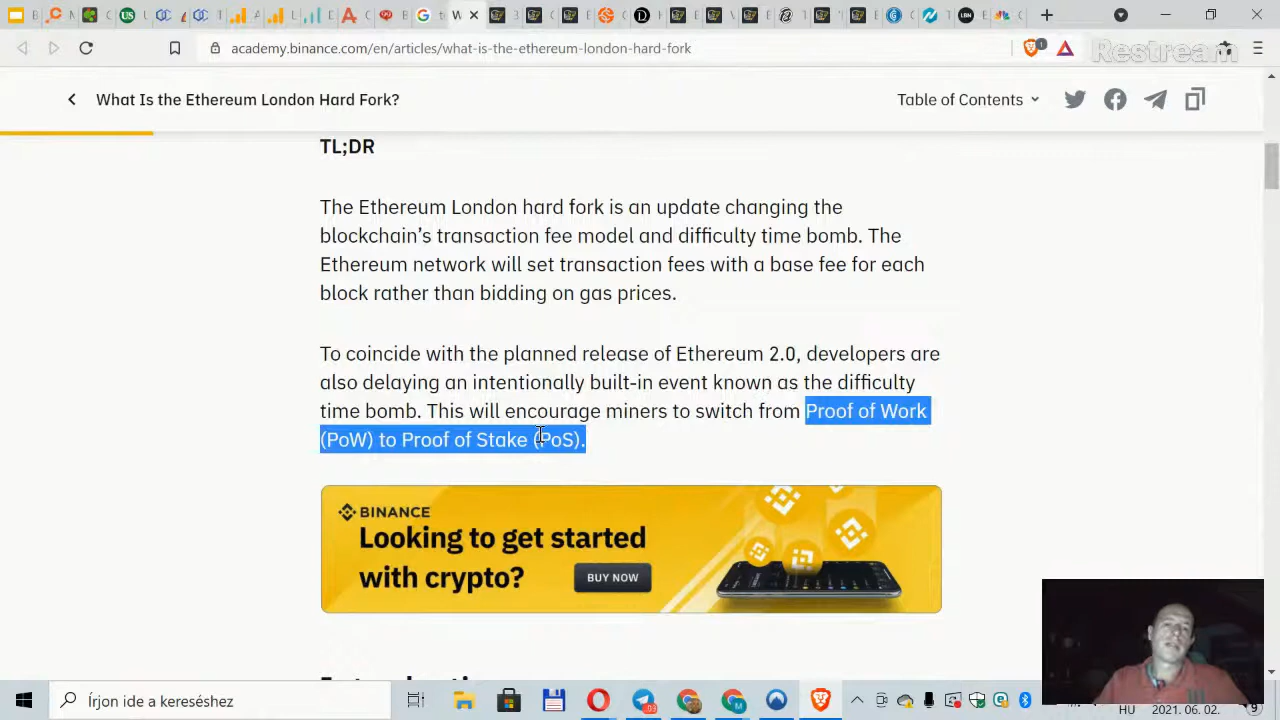 academy.binance.com/en/articles/what-is-the-ethereum-london-hard-fork
1
Restream
What Is the Ethereum London Hard Fork?
Table of Contents
TL;DR
The Ethereum London hard fork is an update changing the
blockchain's transaction fee model and difficulty time bomb. The
Ethereum network will set transaction fees with a base fee for each
block rather than bidding on gas prices.
To coincide with the planned release of Ethereum 2.0, developers are
also delaying an intentionally built-in event known as the difficulty
time bomb. This will encourage miners to switch from Proof of Work
(PoW) to Proof of Stake (PoS).
BINANCE
Looking to get started
with crypto?
BUY NOW
Írjon ide a kereséshez
HU
2021. 06. 02.